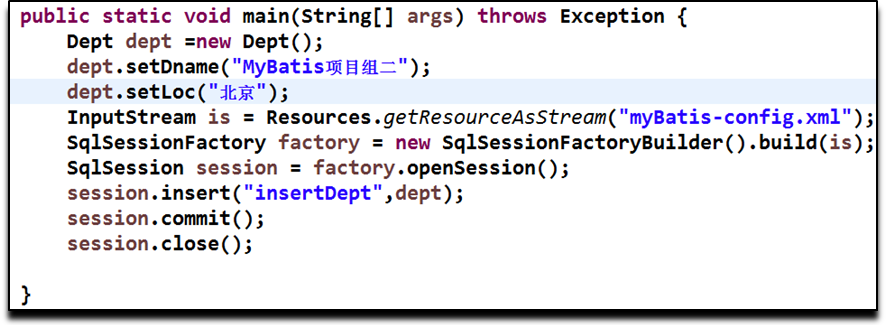 public static void main(String[] args) throws Exception {
    Dept dept =new Dept();
    dept.setDname("MyBatis项目组二");
    dept.setLoc("北京");
    InputStream is = Resources.getResourceAsStream("myBatis-config.xml");
    SqlSessionFactory factory = new SqlSessionFactoryBuilder().build(is);
    SqlSession session = factory.openSession();
    session.insert("insertDept",dept);
    session.commit();
    session.close();
}